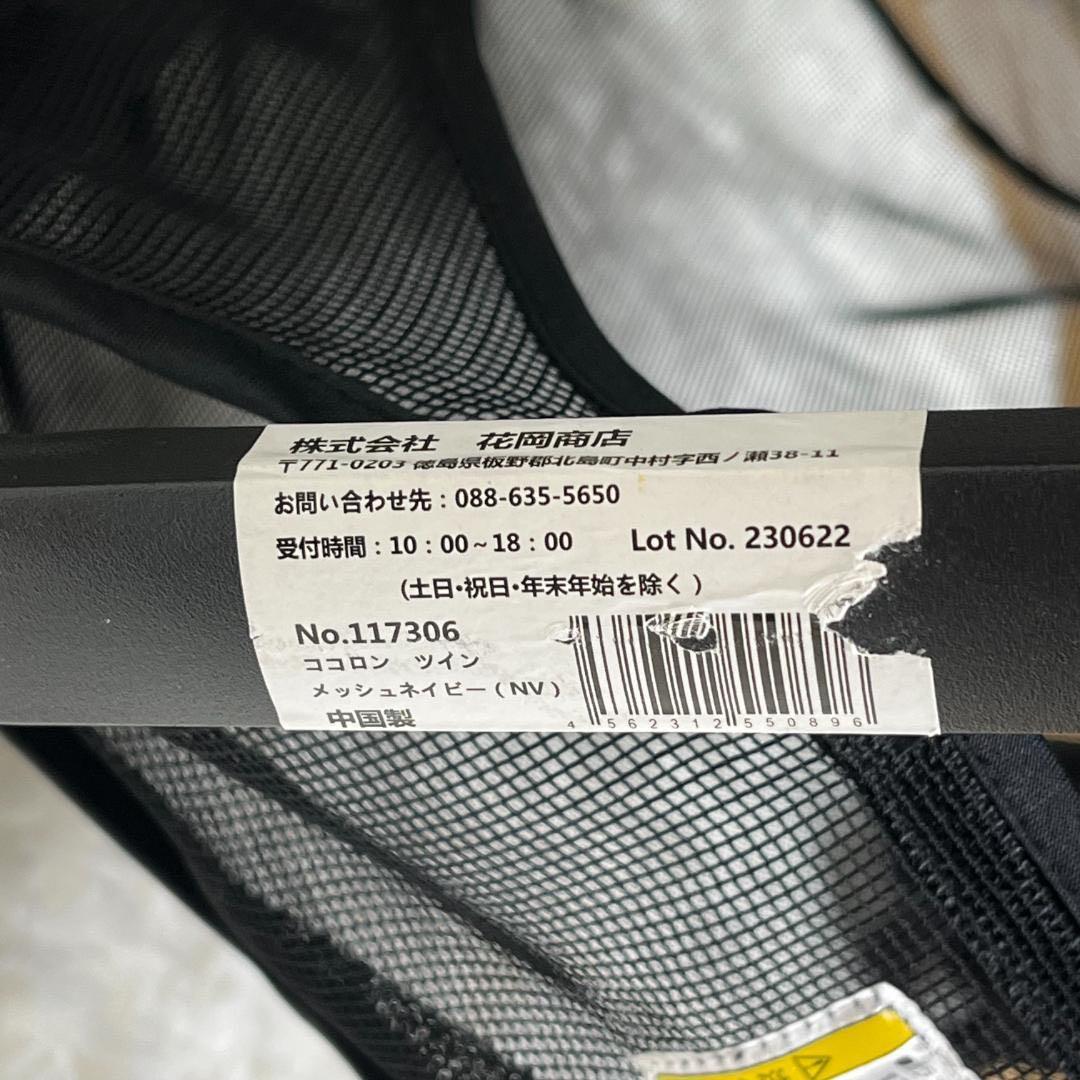 株式会社　花岡商店
〒771-0203 徳島県板野郡北島町中村字西ノ瀬38-11
お問い合わせ先：088-635-5650
受付時間：10：00~18：00　Lot No. 230622
(土日・祝日・年末年始を除く )
No.117306
ココロン　ツイン
メッシュネイビー ( NV )
中国製
4 562312 550896